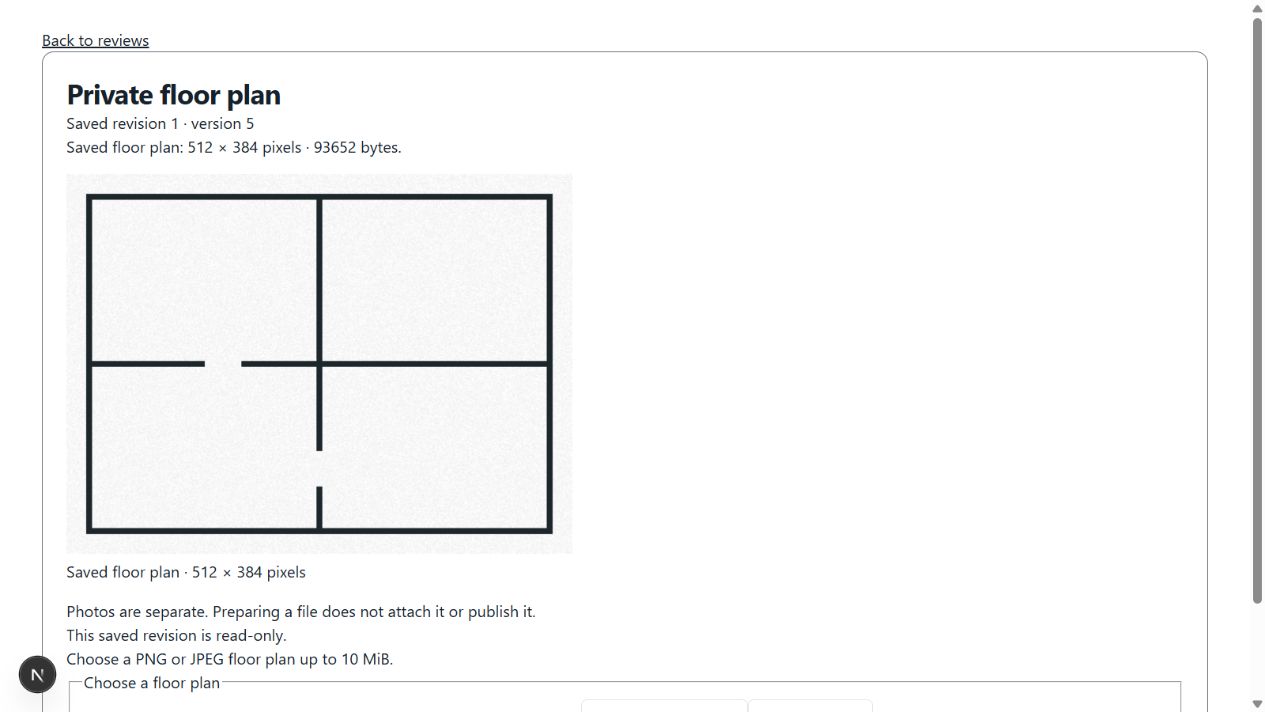 Back to reviews
Private floor plan
Saved revision 1 · version 5
Saved floor plan: 512 × 384 pixels · 93652 bytes.
Saved floor plan · 512 × 384 pixels
Photos are separate. Preparing a file does not attach it or publish it.
This saved revision is read-only.
Choose a PNG or JPEG floor plan up to 10 MiB.
N
Choose a floor plan